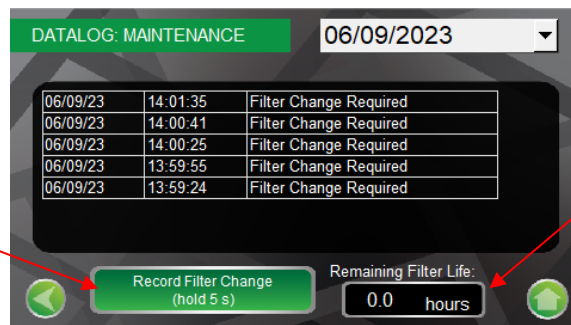 DATALOG: MAINTENANCE 06/09/2023
06/09/23 14:01:35 Filter Change Required
06/09/23 14:00:41 Filter Change Required
06/09/23 14:00:25 Filter Change Required
06/09/23 13:59:55 Filter Change Required
06/09/23 13:59:24 Filter Change Required
Record Filter Change
(hold 5 s)
Remaining Filter Life:
0.0 hours